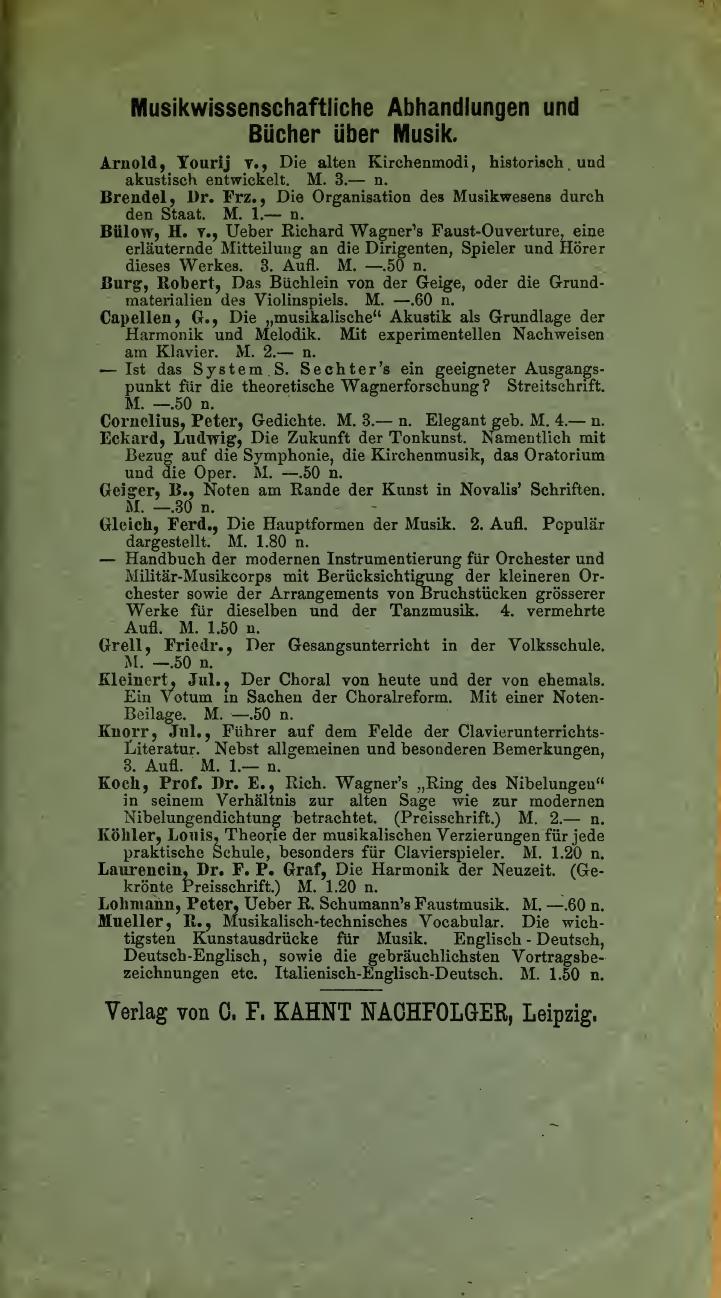 Musikwissenschaftliche Abhandlungen und
Bücher über Musik.
Arnold, Yourij v., Die alten Kirchenmodi, historisch und
akustisch entwickelt. M. 3.— n.
Brendel, Dr. Frz., Die Organisation des Musikwesens durch
den Staat. M. 1.— n.
Bülow, H. v., Ueber Richard Wagner's Faust-Ouverture, eine
erläuternde Mitteilung an die Dirigenten, Spieler und Hörer
dieses Werkes. 3. Aufl. M. —.50 n.
Burg, Robert, Das Büchlein von der Geige, oder die Grund-
materialien des Violinspiels. M. —.60 n.
Capellen, G., Die „musikalische“ Akustik als Grundlage der
Harmonik und Melodik. Mit experimentellen Nachweisen
am Klavier. M. 2.— n.
— Ist das System S. Sechter's ein geeigneter Ausgangs-
punkt für die theoretische Wagnerforschung? Streitschrift.
M. —.50 n.
Cornelius, Peter, Gedichte. M. 3.— n. Elegant geb. M. 4.— n.
Eckard, Ludwig, Die Zukunft der Tonkunst. Namentlich mit
Bezug auf die Symphonie, die Kirchenmusik, das Oratorium
und die Oper. M. —.50 n.
Geiger, B., Noten am Rande der Kunst in Novalis' Schriften.
M. —.30 n.
Gleich, Ferd., Die Hauptformen der Musik. 2. Aufl. Populär
dargestellt. M. 1.80 n.
— Handbuch der modernen Instrumentierung für Orchester und
Militär-Musikcorps mit Berücksichtigung der kleineren Or-
chester sowie der Arrangements von Bruchstücken grösserer
Werke für dieselben und der Tanzmusik. 4. vermehrte
Aufl. M. 1.50 n.
Grell, Friedr., Der Gesangsunterricht in der Volksschule.
M. —.50 n.
Kleinert, Jul., Der Choral von heute und der von ehemals.
Ein Votum in Sachen der Choralreform. Mit einer Noten-
Beilage. M. —.50 n.
Knorr, Jul., Führer auf dem Felde der Clavierunterrichts-
Literatur. Nebst allgemeinen und besonderen Bemerkungen,
3. Aufl. M. 1.— n.
Koch, Prof. Dr. E., Rich. Wagner's „Ring des Nibelungen“
in seinem Verhältnis zur alten Sage wie zur modernen
Nibelungendichtung betrachtet. (Preisschrift.) M. 2.— n.
Köhler, Louis, Theorie der musikalischen Verzierungen für jede
praktische Schule, besonders für Clavierspieler. M. 1.20 n.
Laurencin, Dr. F. P. Graf, Die Harmonik der Neuzeit. (Ge-
krönte Preisschrift.) M. 1.20 n.
Lohmann, Peter, Ueber R. Schumann's Faustmusik. M. —.60 n.
Mueller, R., Musikalisch-technisches Vocabular. Die wich-
tigsten Kunstausdrücke für Musik. Englisch-Deutsch,
Deutsch-Englisch, sowie die gebräuchlichsten Vortragsbe-
zeichnungen etc. Italienisch-Englisch-Deutsch. M. 1.50 n.
Verlag von C. F. KAHNT NACHFOLGER, Leipzig.